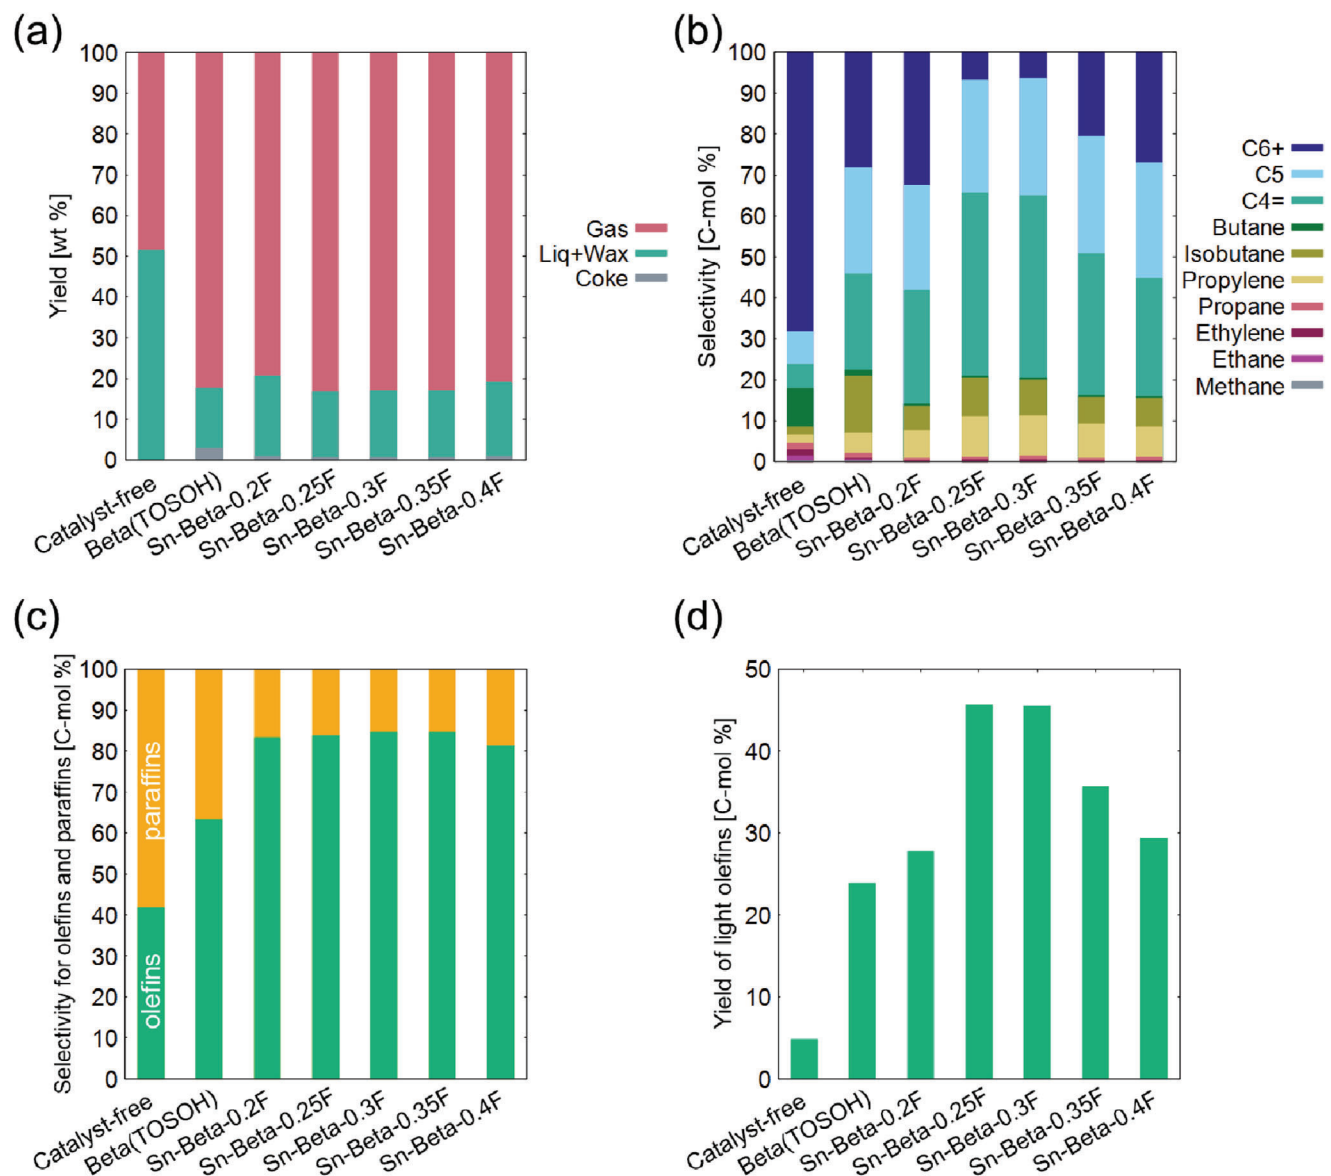 (a)
100
90
80
70
60
50
40
30
20
10
0
Yield [wt %]
Gas
Liq+Wax
Coke
Catalyst-free
Beta(TOSOH)
Sn-Beta-0.2F
Sn-Beta-0.25F
Sn-Beta-0.3F
Sn-Beta-0.35F
Sn-Beta-0.4F
(b)
100
90
80
70
60
50
40
30
20
10
0
Selectivity [C-mol %]
C6+
C5
C4=
Butane
Isobutane
Propylene
Propane
Ethylene
Ethane
Methane
Catalyst-free
Beta(TOSOH)
Sn-Beta-0.2F
Sn-Beta-0.25F
Sn-Beta-0.3F
Sn-Beta-0.35F
Sn-Beta-0.4F
(c)
100
90
80
70
60
50
40
30
20
10
0
Selectivity for olefins and paraffins [C-mol %]
paraffins
olefins
Catalyst-free
Beta(TOSOH)
Sn-Beta-0.2F
Sn-Beta-0.25F
Sn-Beta-0.3F
Sn-Beta-0.35F
Sn-Beta-0.4F
(d)
50
40
30
20
10
0
Yield of light olefins [C-mol %]
Catalyst-free
Beta(TOSOH)
Sn-Beta-0.2F
Sn-Beta-0.25F
Sn-Beta-0.3F
Sn-Beta-0.35F
Sn-Beta-0.4F